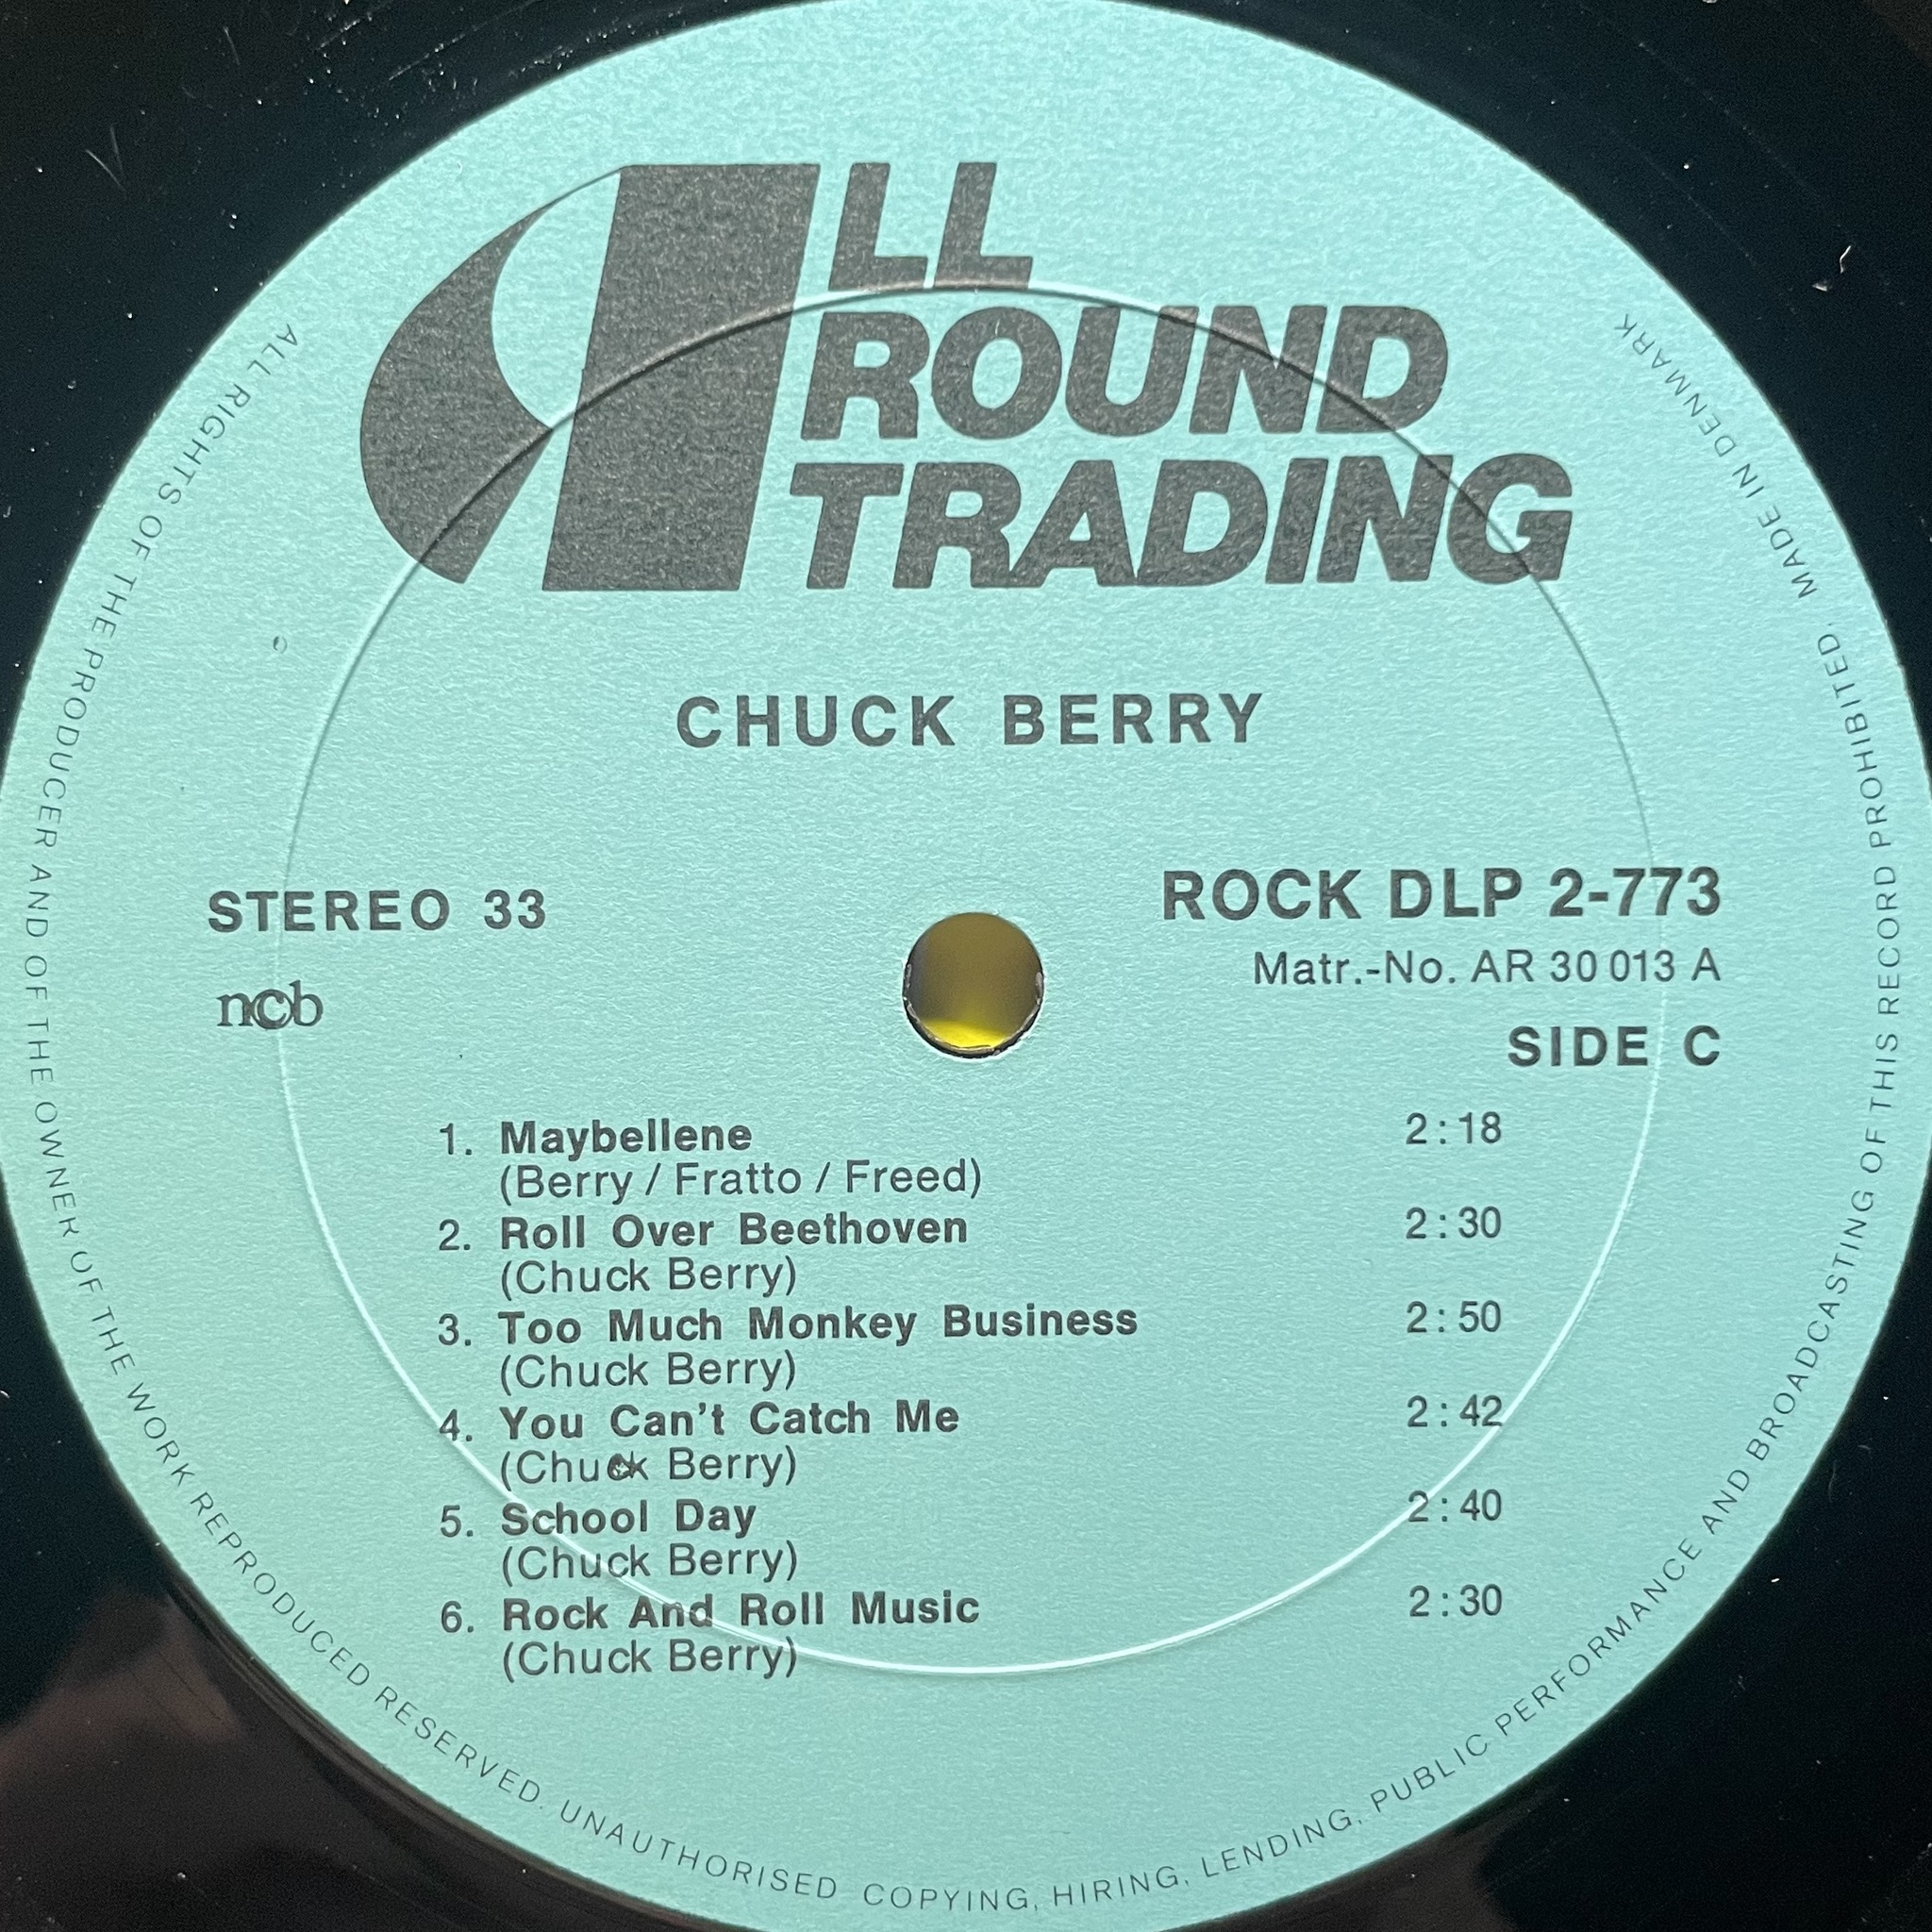 ALL
ROUND
TRADING
CHUCK BERRY
STEREO 33
ncb
ROCK DLP 2-773
Matr.-No. AR 30 013 A
SIDE C
1. Maybellene 2:18
(Berry / Fratto / Freed)
2. Roll Over Beethoven 2:30
(Chuck Berry)
3. Too Much Monkey Business 2:50
(Chuck Berry)
4. You Can't Catch Me 2:42
(Chuck Berry)
5. School Day 2:40
(Chuck Berry)
6. Rock And Roll Music 2:30
(Chuck Berry)
ALL RIGHTS OF THE PRODUCER AND OF THE OWNER OF THE WORK REPRODUCED RESERVED. UNAUTHORISED COPYING, HIRING, LENDING, PUBLIC PERFORMANCE AND BROADCASTING OF THIS RECORD PROHIBITED. MADE IN DENMARK